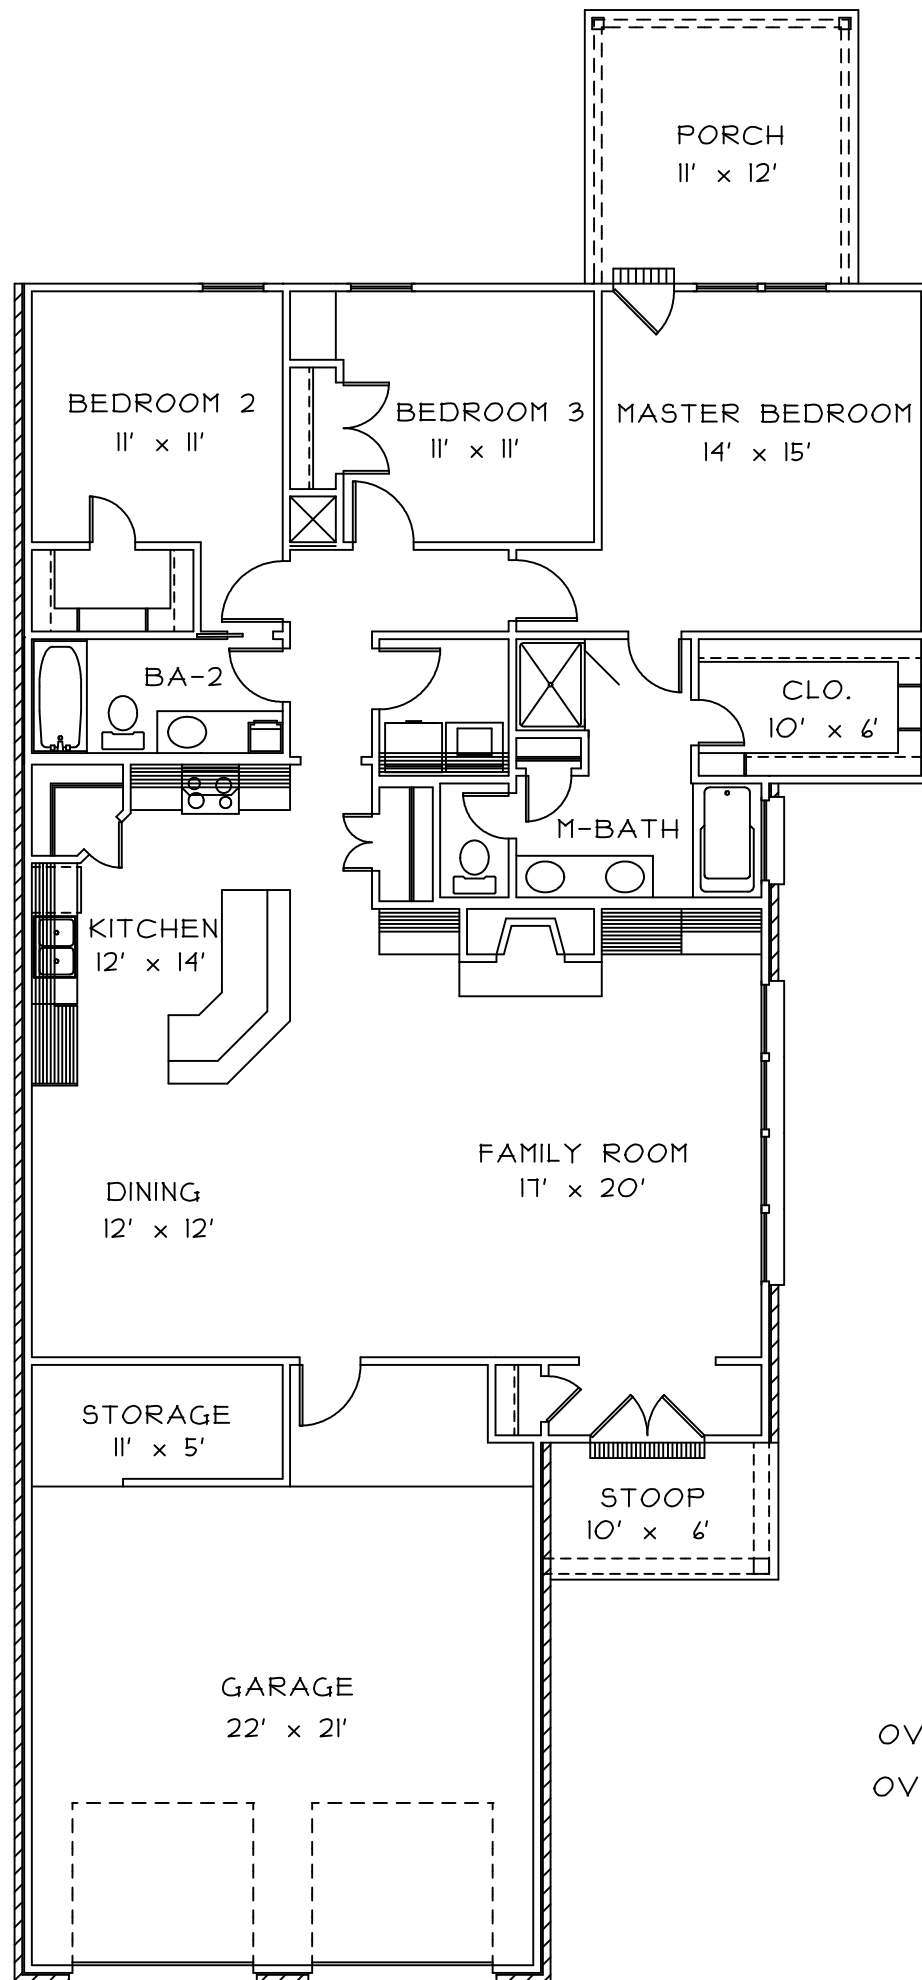 PORCH
11' x 12'
BEDROOM 2
11' x 11'
BEDROOM 3
11' x 11'
MASTER BEDROOM
14' x 15'
BA-2
CLO.
10' x 6'
M-BATH
KITCHEN
12' x 14'
FAMILY ROOM
17' x 20'
DINING
12' x 12'
STORAGE
11' x 5'
STOOP
10' x 6'
GARAGE
22' x 21'
OV
OV